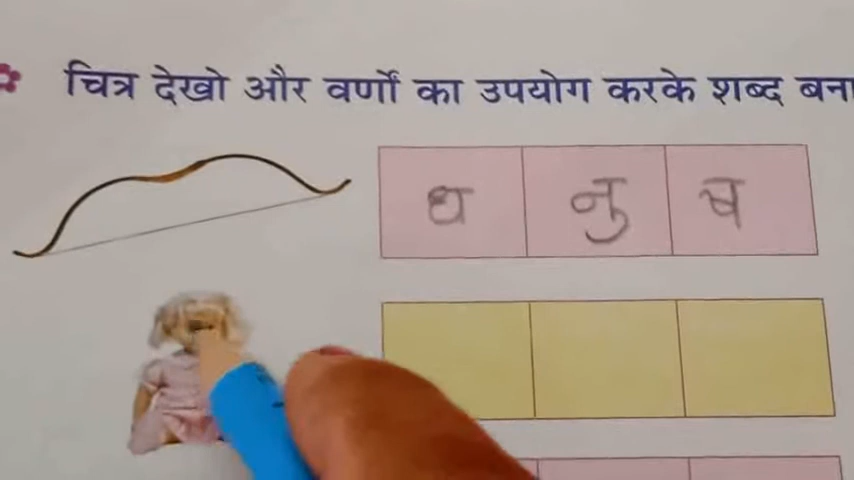 चित्र देखो और वर्णों का उपयोग करके शब्द बना
ध नु ष